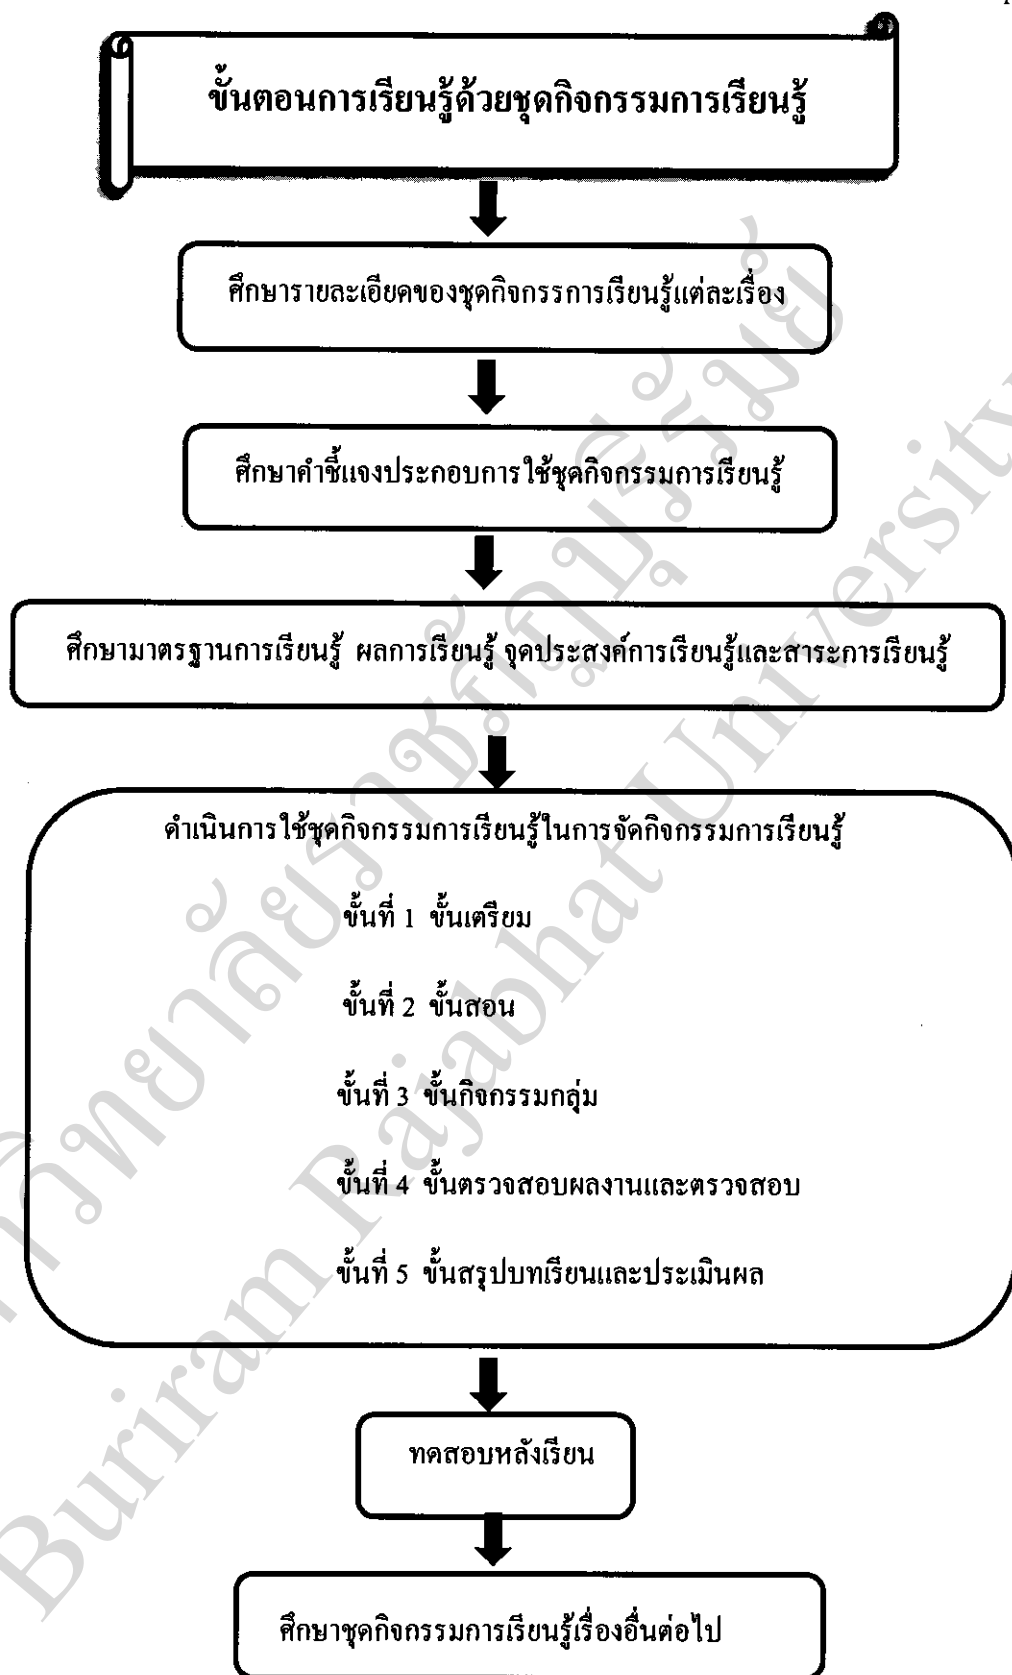 ขั้นตอนการเรียนรู้ด้วยชุดกิจกรรมการเรียนรู้
ศึกษารายละเอียดของชุดกิจกรรการเรียนรู้แต่ละเรื่อง
ศึกษาคำชี้แจงประกอบการใช้ชุดกิจกรรมการเรียนรู้
ศึกษามาตรฐานการเรียนรู้ ผลการเรียนรู้ จุดประสงค์การเรียนรู้และสาระการเรียนรู้
ดำเนินการใช้ชุดกิจกรรมการเรียนรู้ในการจัดกิจกรรมการเรียนรู้
ขั้นที่ 1 ขั้นเตรียม
ขั้นที่ 2 ขั้นสอน
ขั้นที่ 3 ขั้นกิจกรรมกลุ่ม
ขั้นที่ 4 ขั้นตรวจสอบผลงานและตรวจสอบ
ขั้นที่ 5 ขั้นสรุปบทเรียนและประเมินผล
ทดสอบหลังเรียน
ศึกษาชุดกิจกรรมการเรียนรู้เรื่องอื่นต่อไป
Buriram Rajabhat University